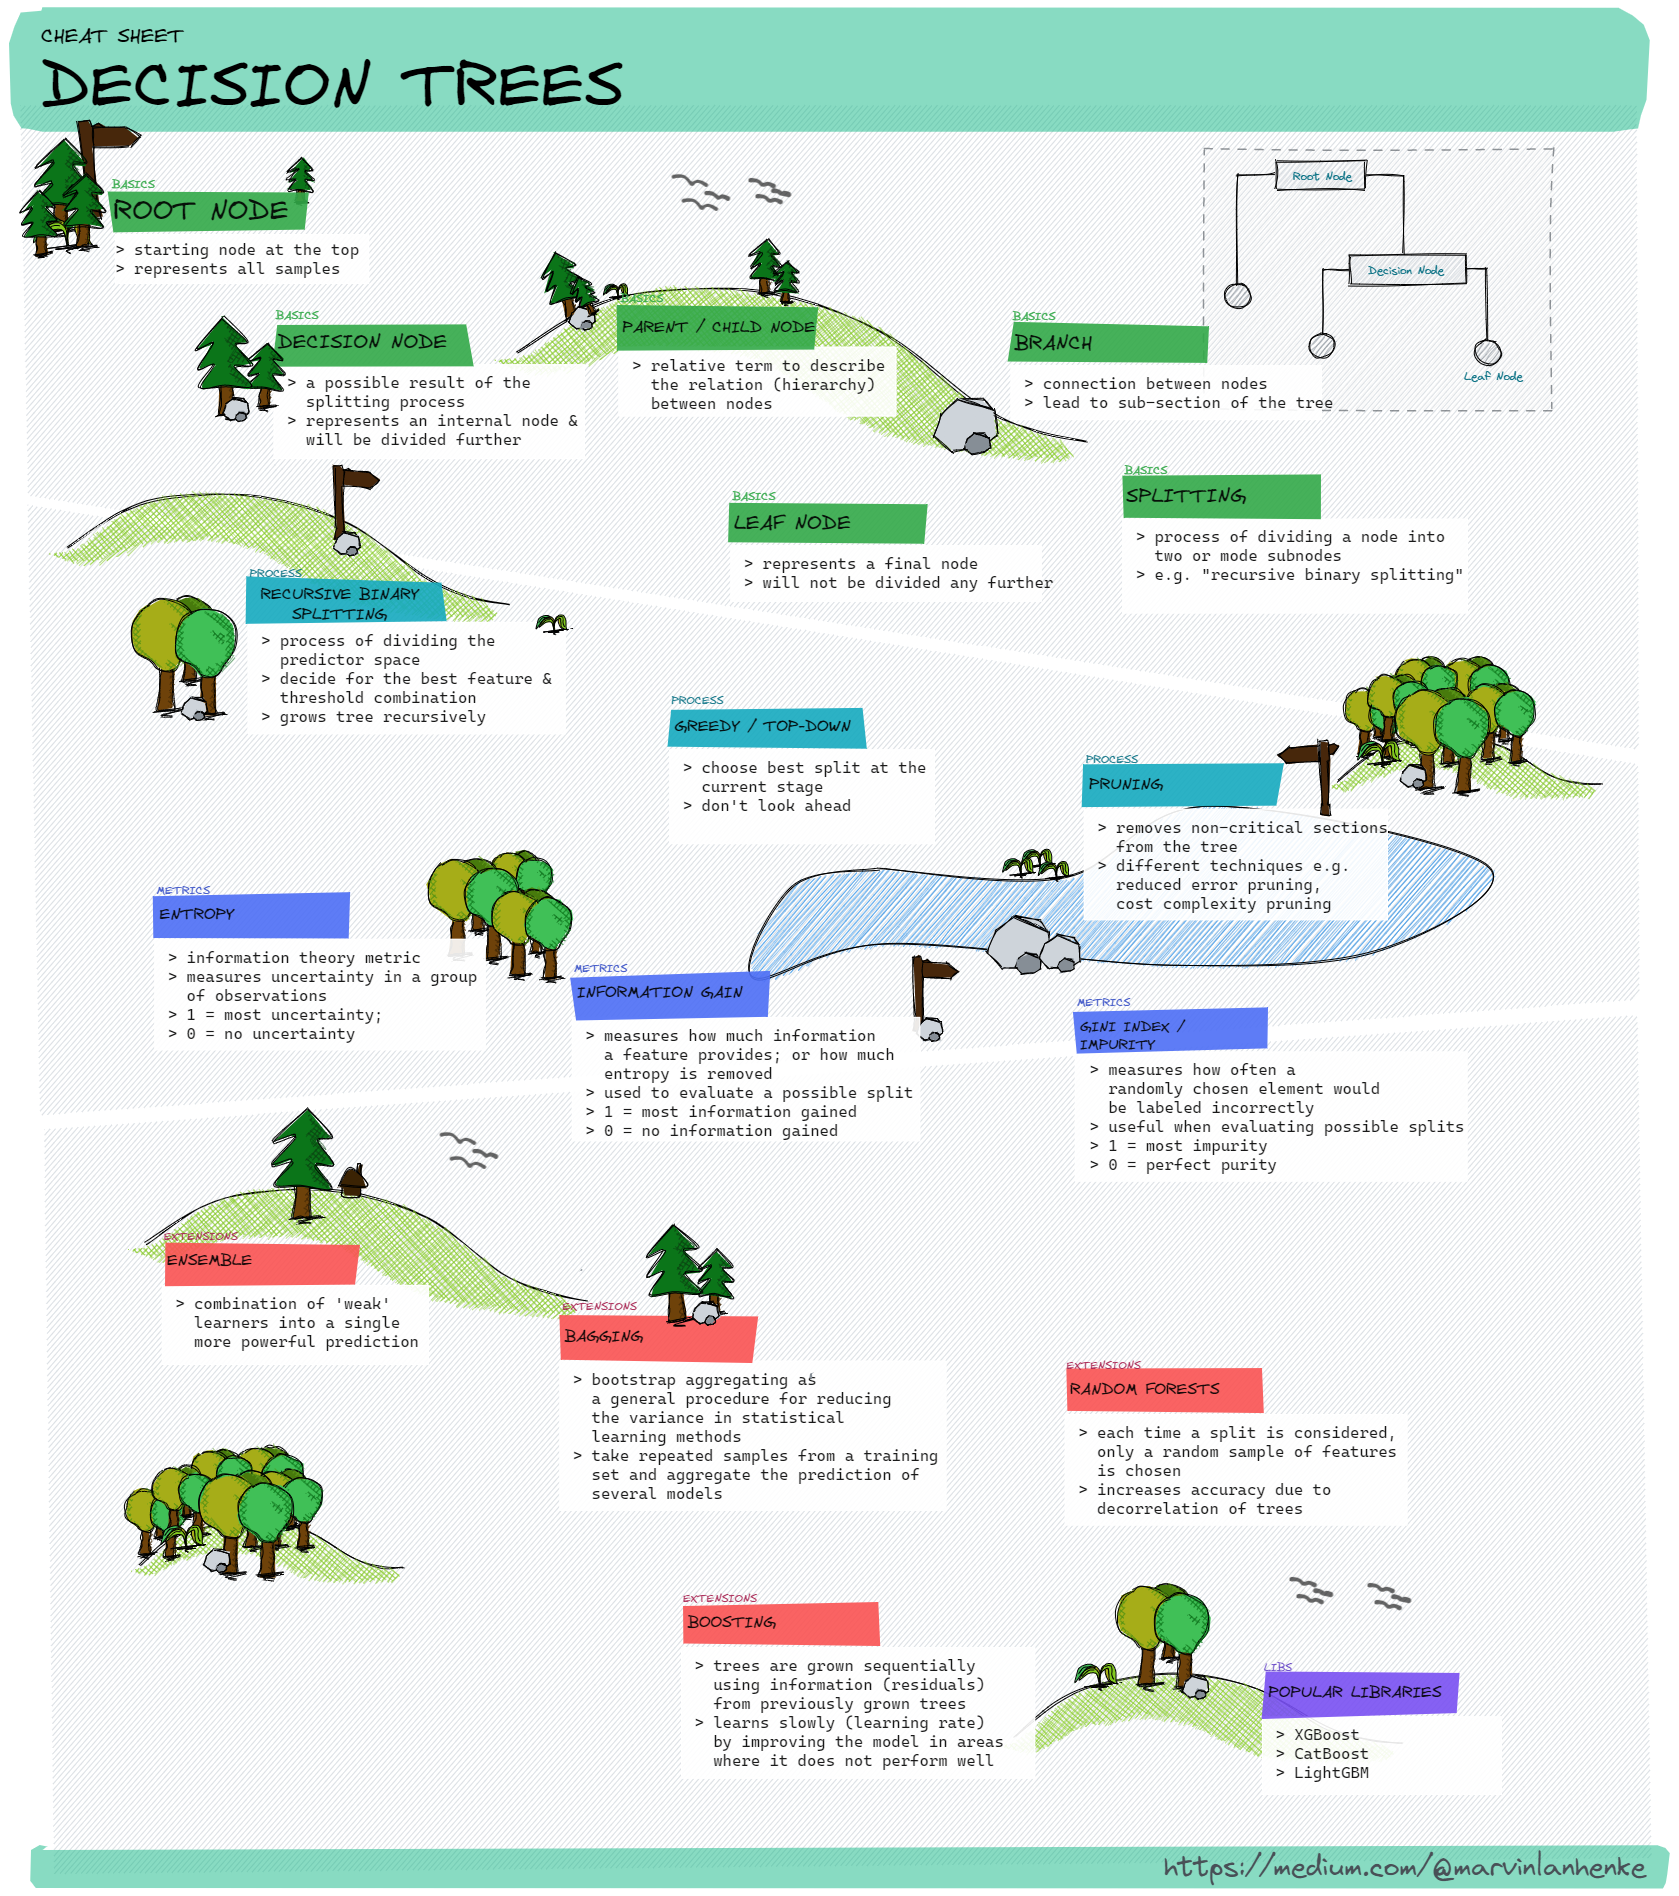 CHEAT SHEET
DECISION TREES
BASICS
ROOT NODE
> starting node at the top
> represents all samples
Root Node
Decision Node
Leaf Node
BASICS
DECISION NODE
> a possible result of the
splitting process
> represents an internal node &
will be divided further
BASICS
PARENT / CHILD NODE
> relative term to describe
the relation (hierarchy)
between nodes
BASICS
BRANCH
> connection between nodes
> lead to sub-section of the tree
BASICS
LEAF NODE
> represents a final node
> will not be divided any further
BASICS
SPLITTING
> process of dividing a node into
two or mode subnodes
> e.g. "recursive binary splitting"
PROCESS
RECURSIVE BINARY
SPLITTING
> process of dividing the
predictor space
> decide for the best feature &
threshold combination
> grows tree recursively
PROCESS
GREEDY / TOP-DOWN
> choose best split at the
current stage
> don't look ahead
PROCESS
PRUNING
> removes non-critical sections
from the tree
> different techniques e.g.
reduced error pruning,
cost complexity pruning
METRICS
ENTROPY
> information theory metric
> measures uncertainty in a group
of observations
> 1 = most uncertainty;
> 0 = no uncertainty
METRICS
INFORMATION GAIN
> measures how much information
a feature provides; or how much
entropy is removed
> used to evaluate a possible split
> 1 = most information gained
> 0 = no information gained
METRICS
GINI INDEX /
IMPURITY
> measures how often a
randomly chosen element would
be labeled incorrectly
> useful when evaluating possible splits
> 1 = most impurity
> 0 = perfect purity
EXTENSIONS
ENSEMBLE
> combination of 'weak'
learners into a single
more powerful prediction
EXTENSIONS
BAGGING
> bootstrap aggregating as
a general procedure for reducing
the variance in statistical
learning methods
> take repeated samples from a training
set and aggregate the prediction of
several models
EXTENSIONS
RANDOM FORESTS
> each time a split is considered,
only a random sample of features
is chosen
> increases accuracy due to
decorrelation of trees
EXTENSIONS
BOOSTING
> trees are grown sequentially
using information (residuals)
from previously grown trees
> learns slowly (learning rate)
by improving the model in areas
where it does not perform well
LIBS
POPULAR LIBRARIES
> XGBoost
> CatBoost
> LightGBM
https://medium.com/@marvinlanhenke